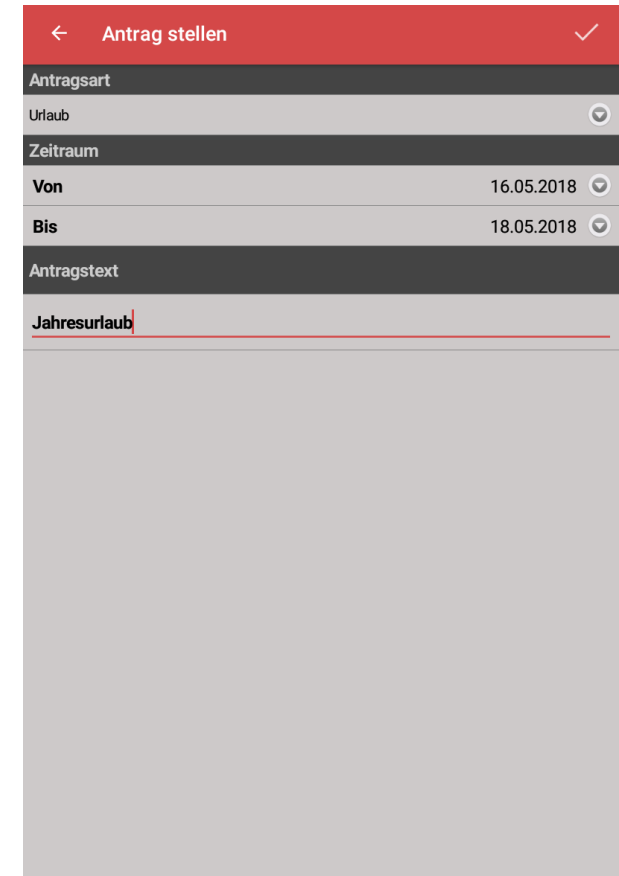 Antrag stellen
Antragsart
Urlaub
Zeitraum
Von 16.05.2018
Bis 18.05.2018
Antragstext
Jahresurlaub